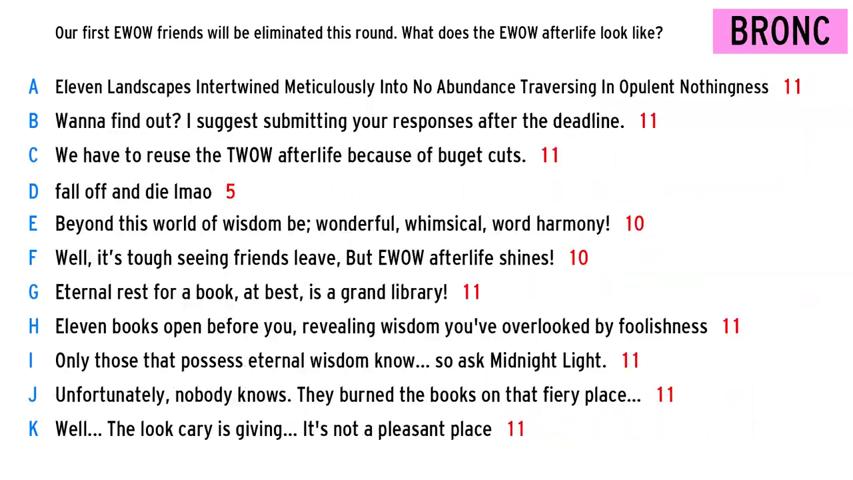 Our first EWOW friends will be eliminated this round. What does the EWOW afterlife look like?
BRONC
A Eleven Landscapes Intertwined Meticulously Into No Abundance Traversing In Opulent Nothingness 11
B Wanna find out? I suggest submitting your responses after the deadline. 11
C We have to reuse the TWOW afterlife because of buget cuts. 11
D fall off and die lmao 5
E Beyond this world of wisdom be; wonderful, whimsical, word harmony! 10
F Well, it's tough seeing friends leave, But EWOW afterlife shines! 10
G Eternal rest for a book, at best, is a grand library! 11
H Eleven books open before you, revealing wisdom you've overlooked by foolishness 11
I Only those that possess eternal wisdom know... so ask Midnight Light. 11
J Unfortunately, nobody knows. They burned the books on that fiery place... 11
K Well... The look cary is giving... It's not a pleasant place 11